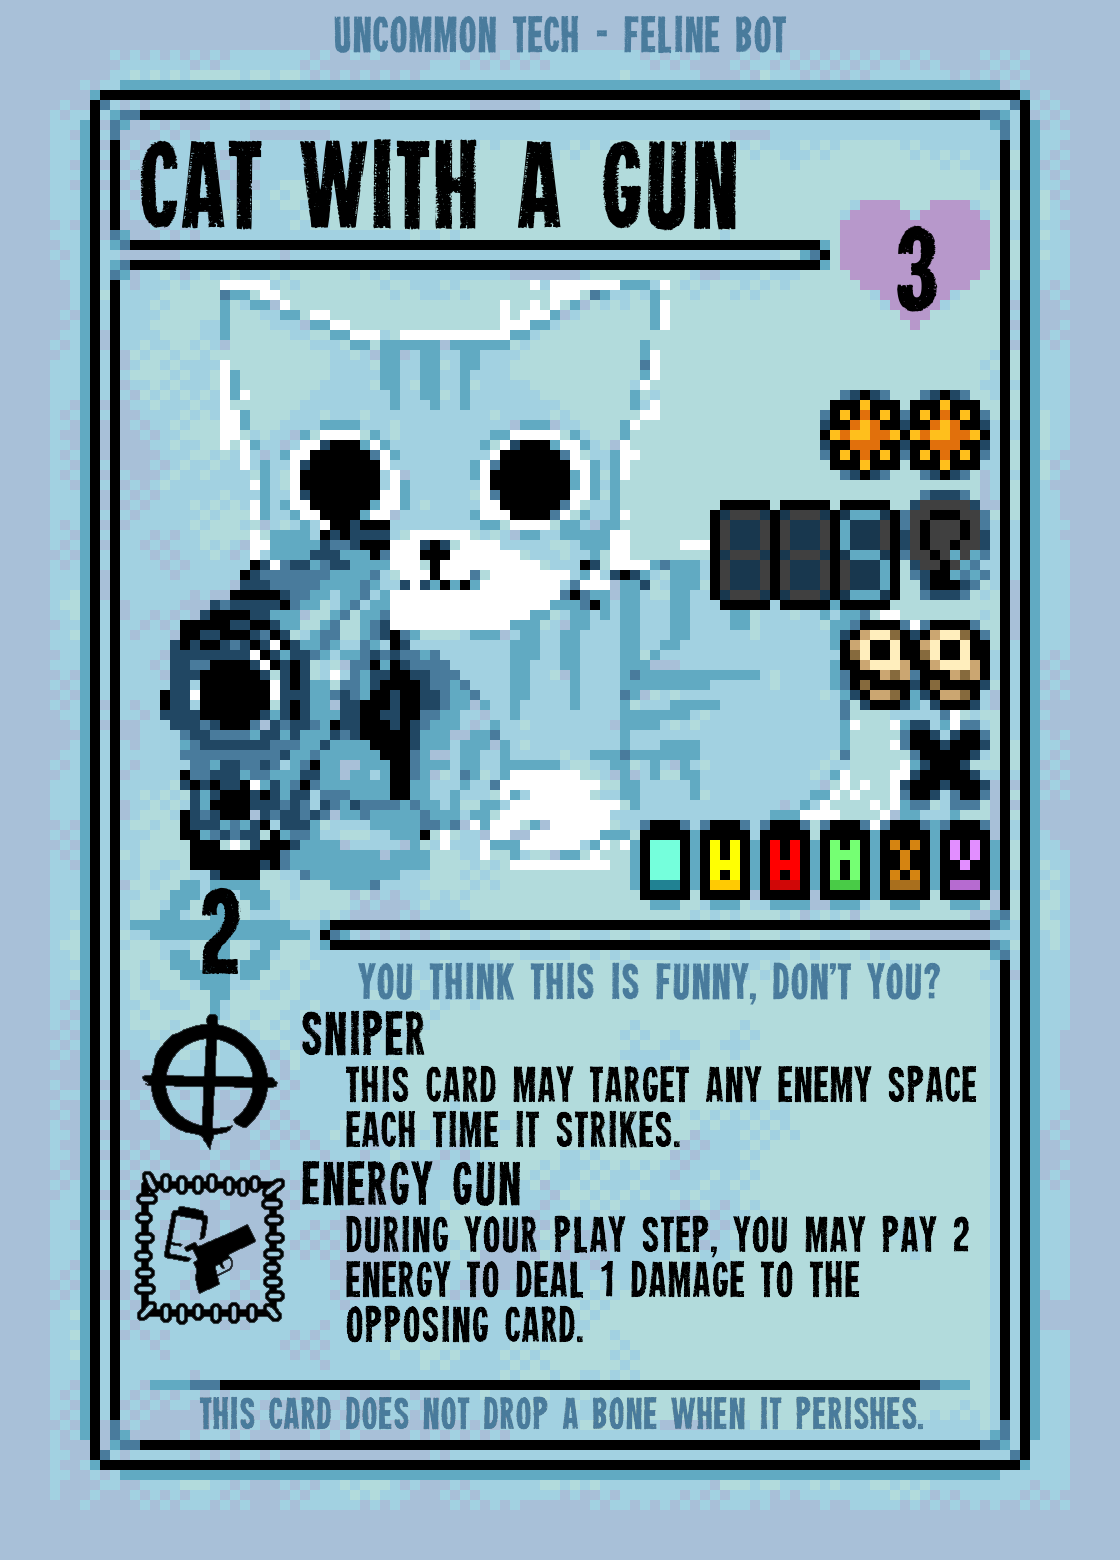 UNCOMMON TECH - FELINE BOT
CAT WITH A GUN
3
2
YOU THINK THIS IS FUNNY, DON'T YOU?
SNIPER
THIS CARD MAY TARGET ANY ENEMY SPACE
EACH TIME IT STRIKES.
ENERGY GUN
DURING YOUR PLAY STEP, YOU MAY PAY 2
ENERGY TO DEAL 1 DAMAGE TO THE
OPPOSING CARD.
THIS CARD DOES NOT DROP A BONE WHEN IT PERISHES.